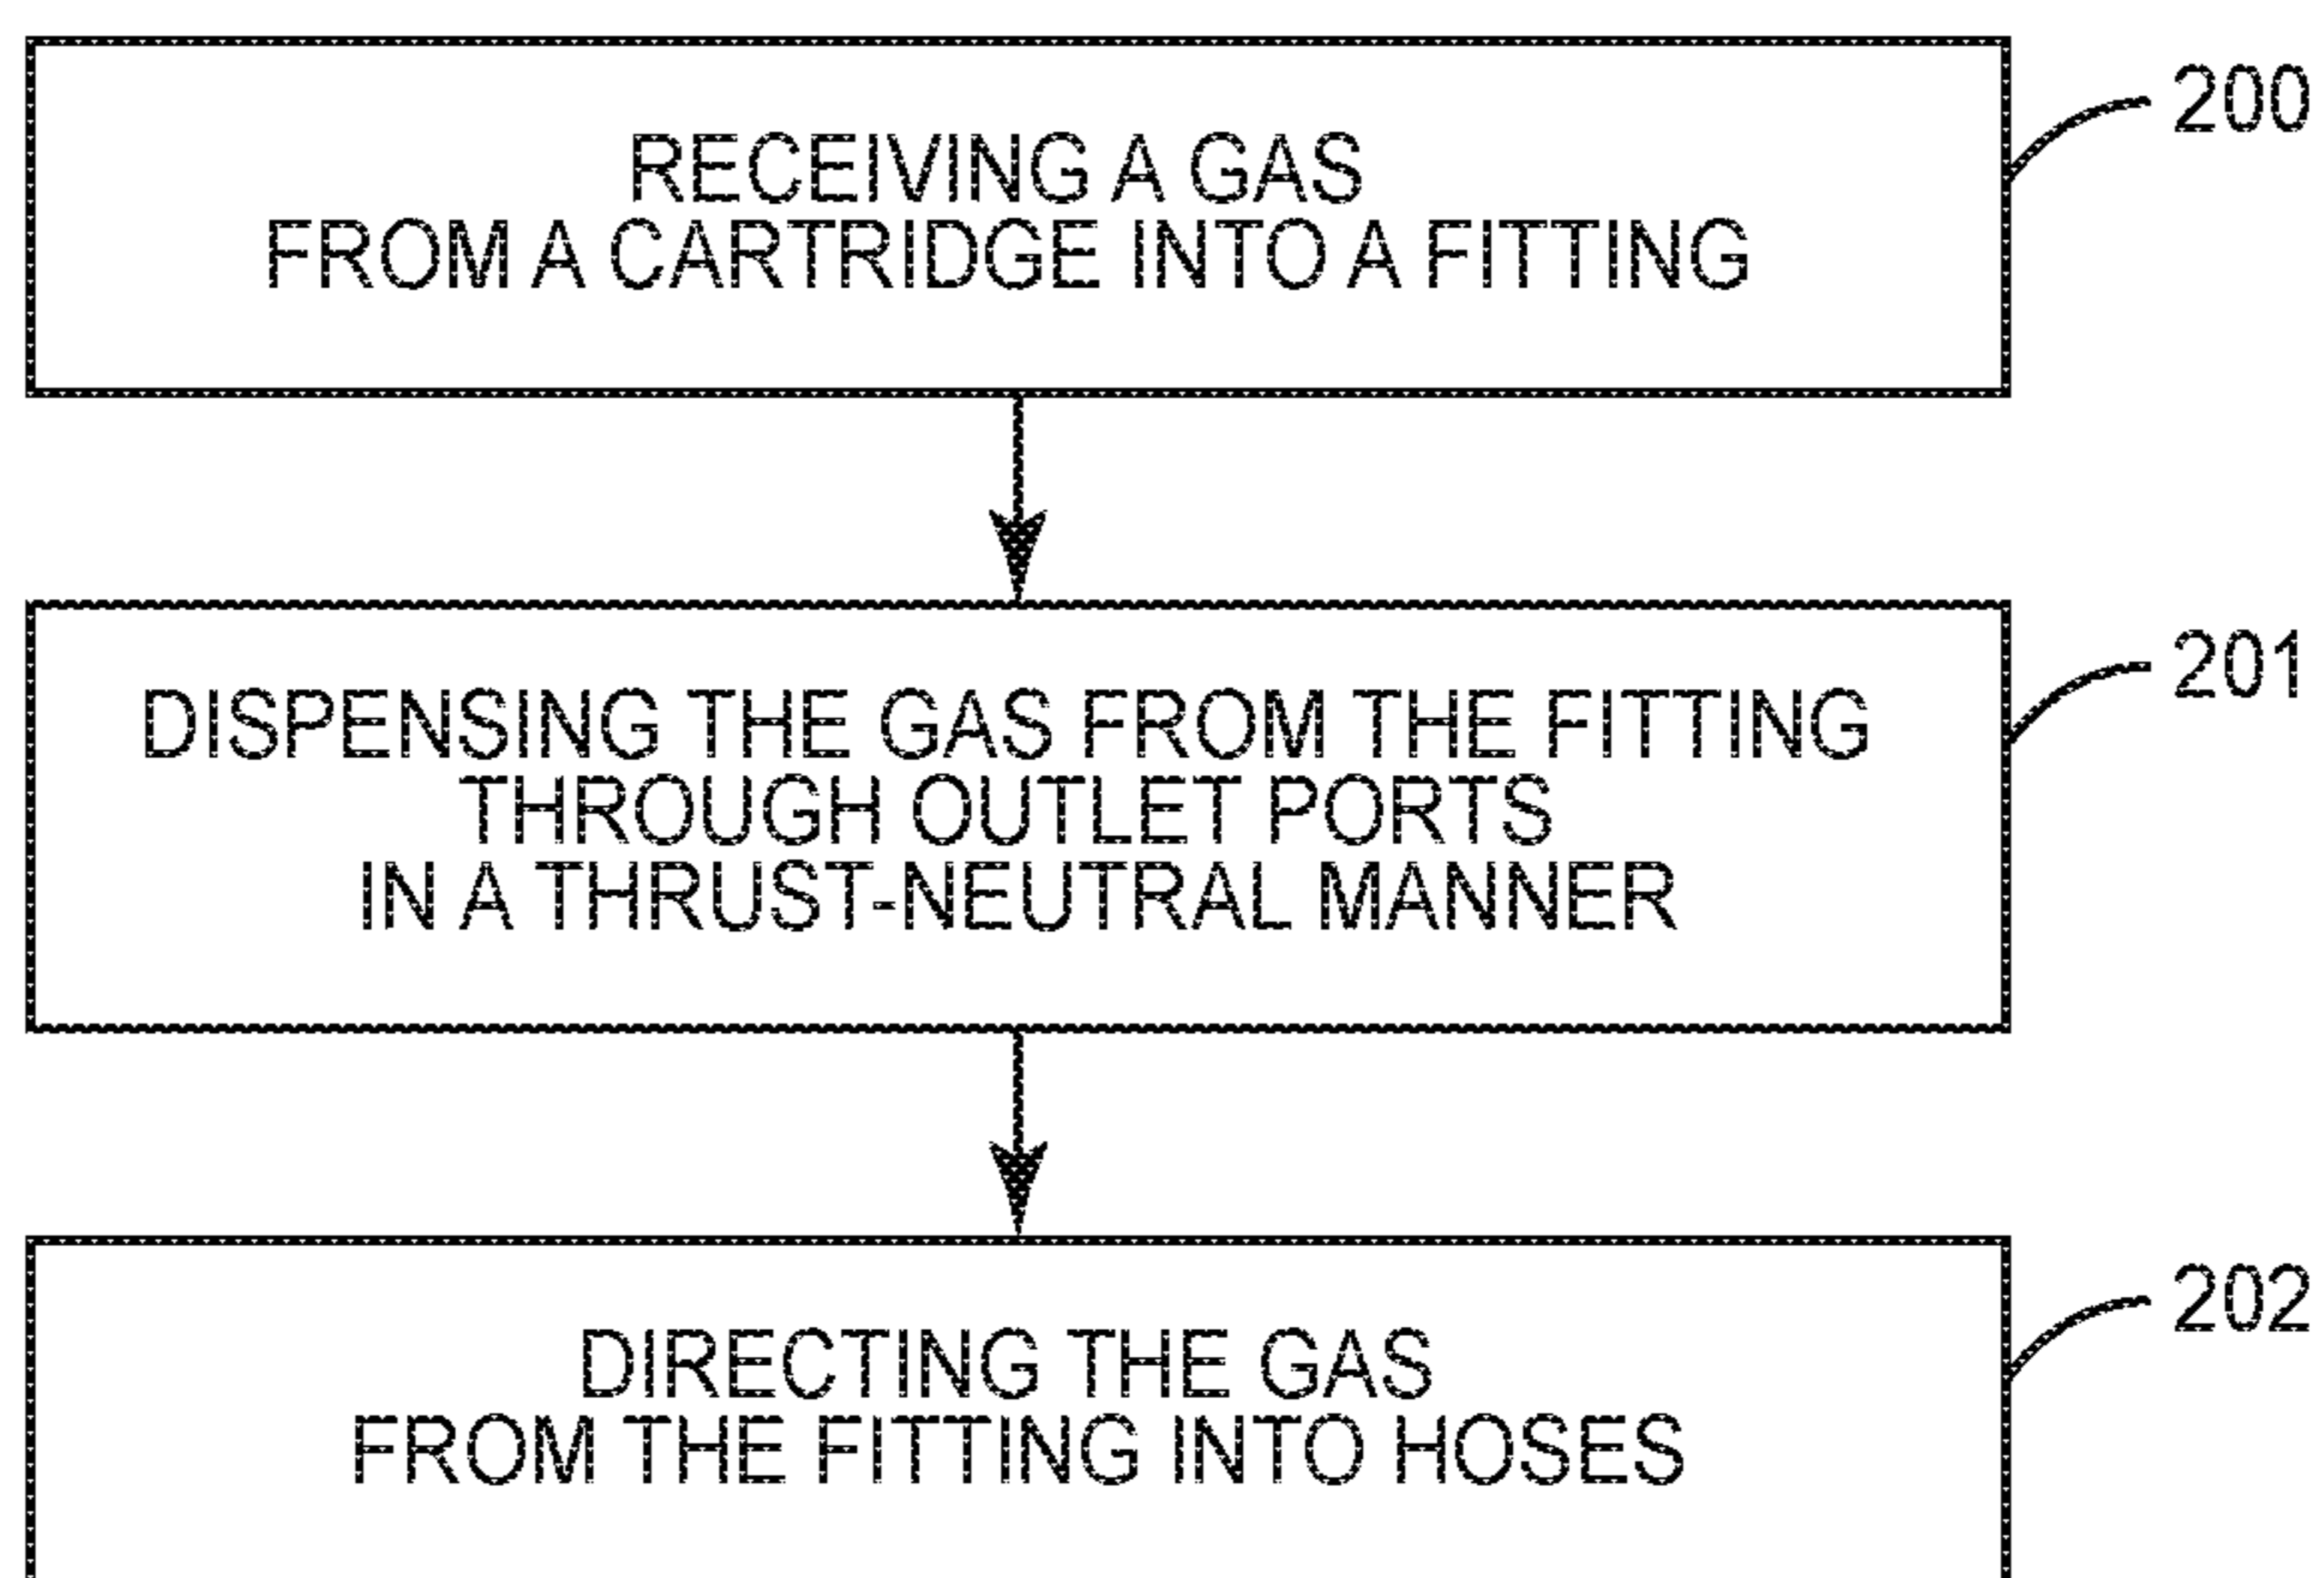 RECEIVING A GAS
FROM A CARTRIDGE INTO A FITTING
200
DISPENSING THE GAS FROM THE FITTING
THROUGH OUTLET PORTS
IN A THRUST-NEUTRAL MANNER
201
DIRECTING THE GAS
FROM THE FITTING INTO HOSES
202